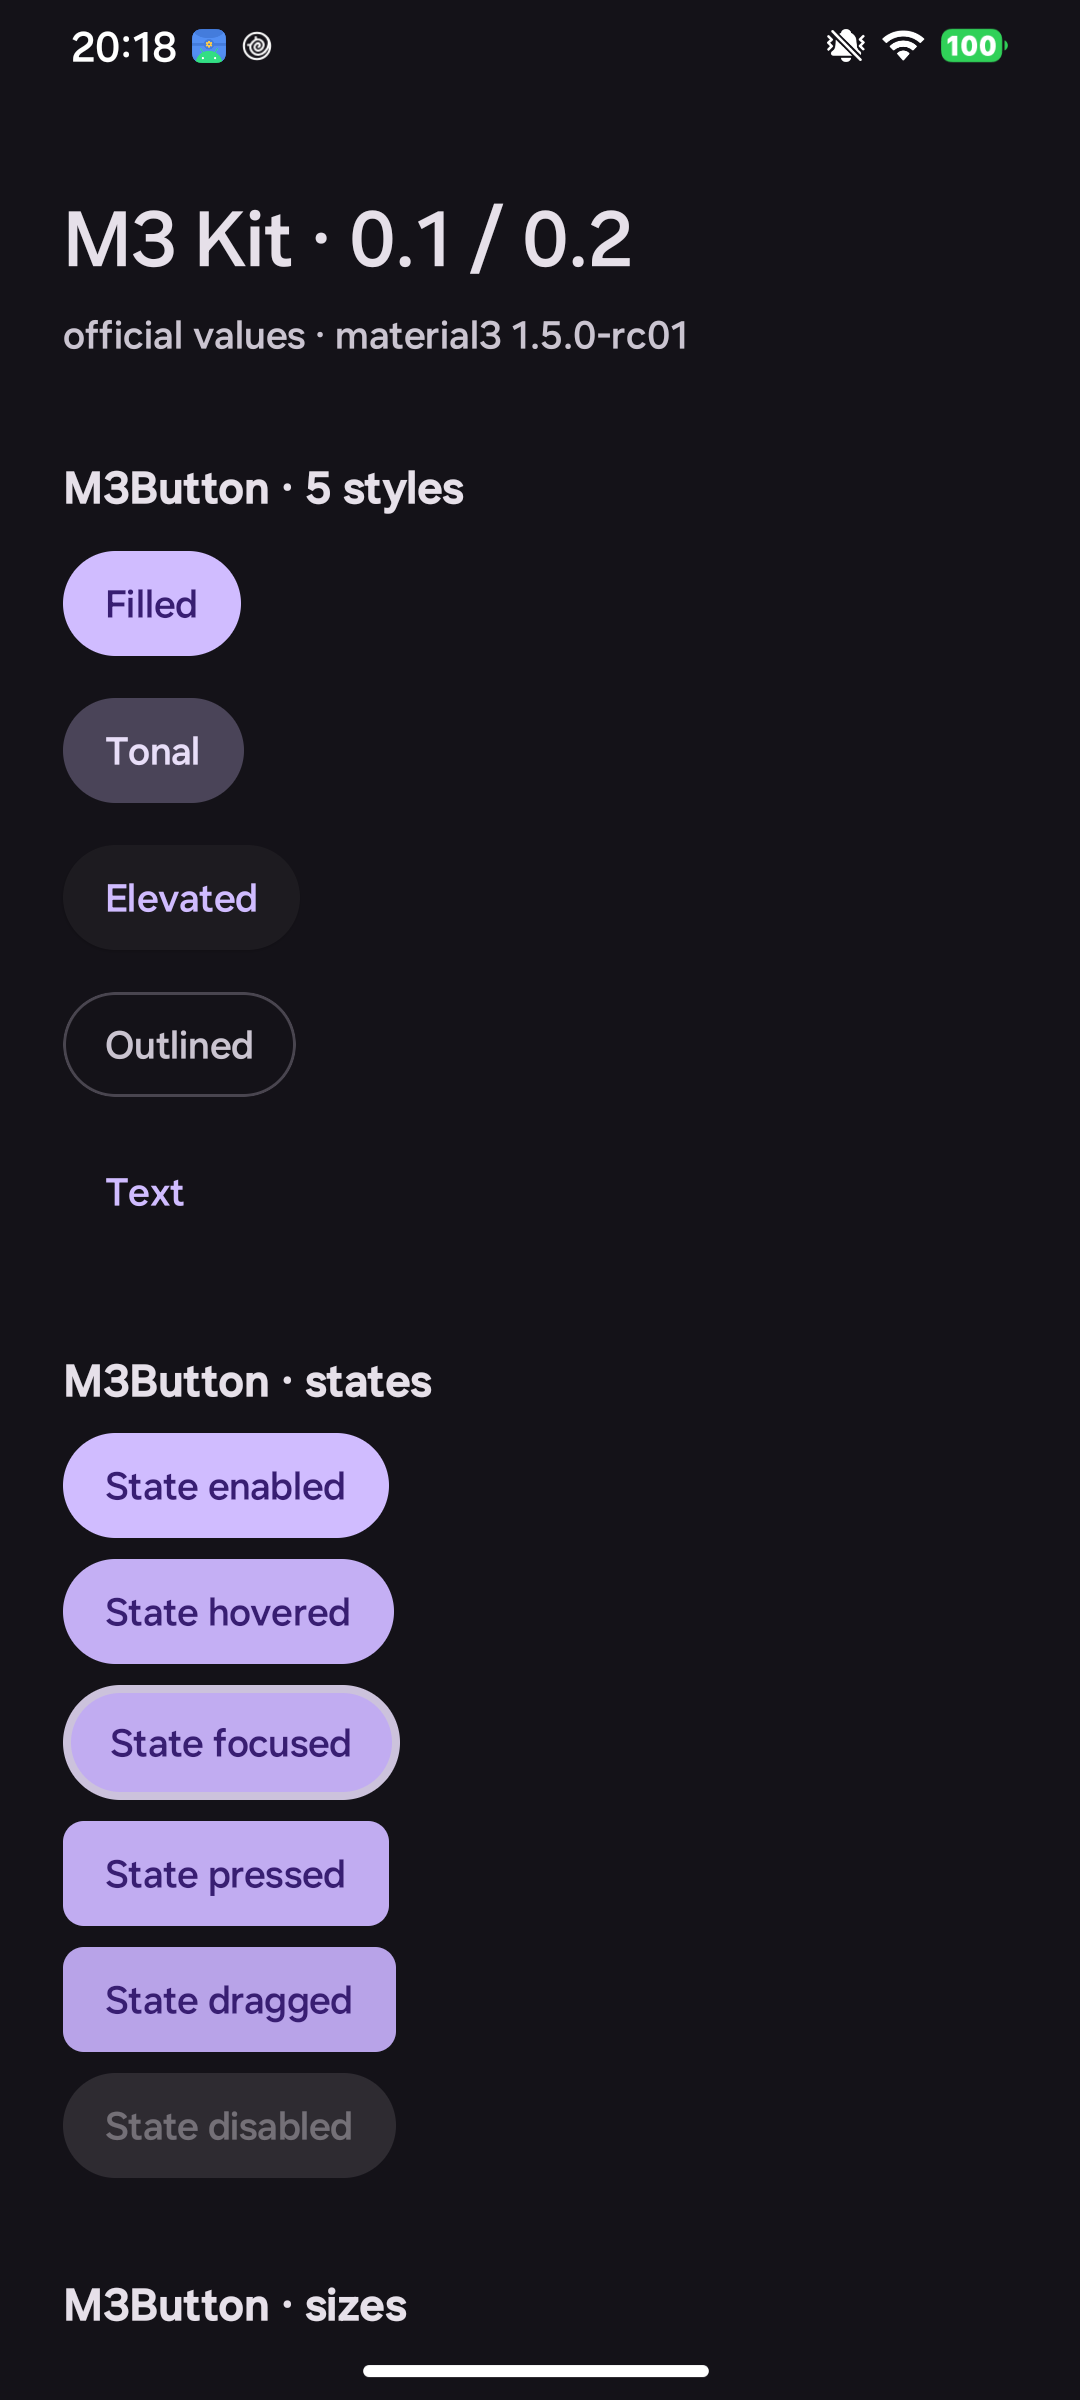 20:18
100
M3 Kit · 0.1 / 0.2
official values · material3 1.5.0-rc01
M3Button · 5 styles
Filled
Tonal
Elevated
Outlined
Text
M3Button · states
State enabled
State hovered
State focused
State pressed
State dragged
State disabled
M3Button · sizes